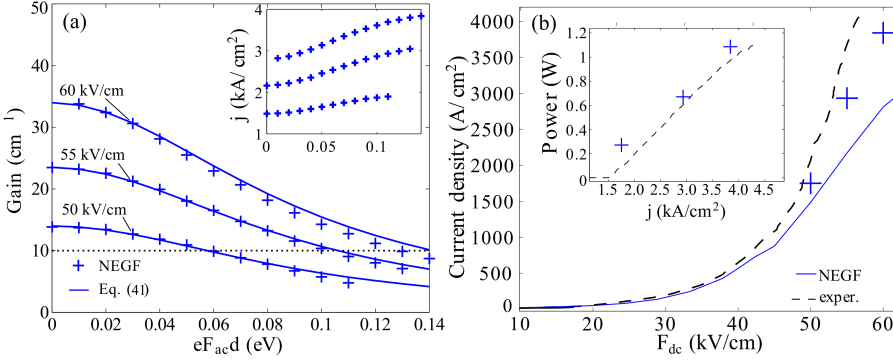 (a)
50
40
30
20
10
0
Gain (cm⁻¹)
60 kV/cm
55 kV/cm
50 kV/cm
NEGF
Eq. (41)
0 0.02 0.04 0.06 0.08 0.1 0.12 0.14
eF_ac d (eV)
4
3
2
1
j (kA/ cm²)
0 0.05 0.1
(b)
4000
3500
3000
2500
2000
1500
1000
500
0
Current density (A/ cm²)
1.2
1
0.8
0.6
0.4
0.2
0
Power (W)
1.5 2.0 2.5 3.0 3.5 4.0 4.5
j (kA/cm²)
NEGF
exper.
10 20 30 40 50 60
F_dc (kV/cm)